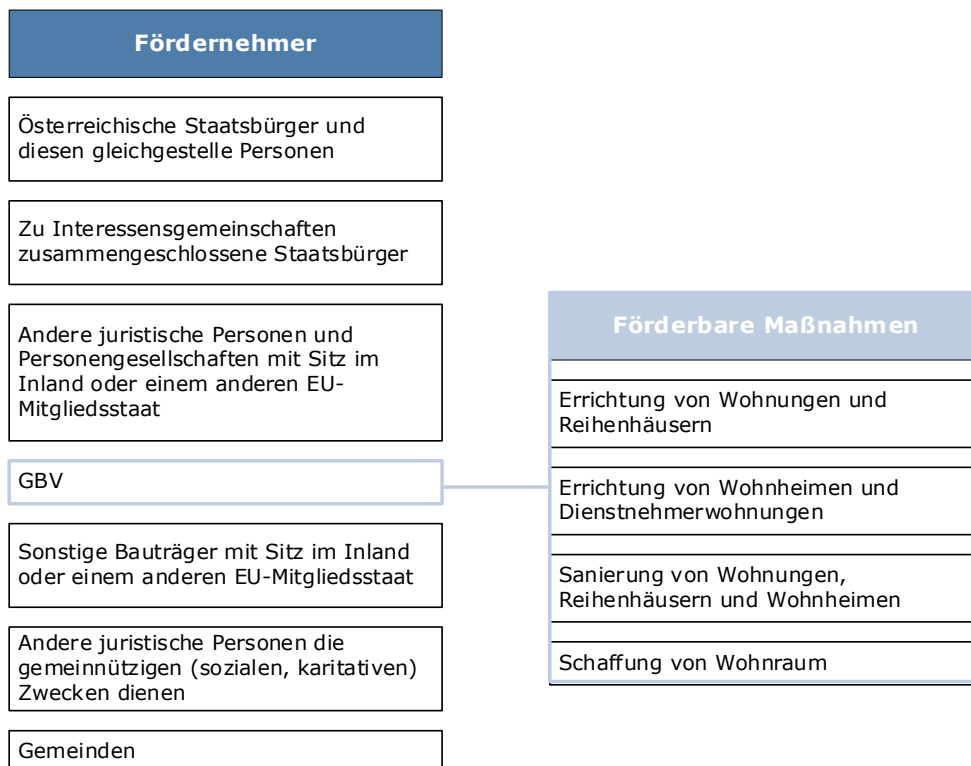 Fördernehmer
Österreichische Staatsbürger und
diesen gleichgestelle Personen
Zu Interessensgemeinschaften
zusammengeschlossene Staatsbürger
Andere juristische Personen und
Personengesellschaften mit Sitz im
Inland oder einem anderen EU-
Mitgliedsstaat
GBV
Sonstige Bauträger mit Sitz im Inland
oder einem anderen EU-Mitgliedsstaat
Andere juristische Personen die
gemeinnützigen (sozialen, karitativen)
Zwecken dienen
Gemeinden
Förderbare Maßnahmen
Errichtung von Wohnungen und
Reihenhäusern
Errichtung von Wohnheimen und
Dienstnehmerwohnungen
Sanierung von Wohnungen,
Reihenhäusern und Wohnheimen
Schaffung von Wohnraum